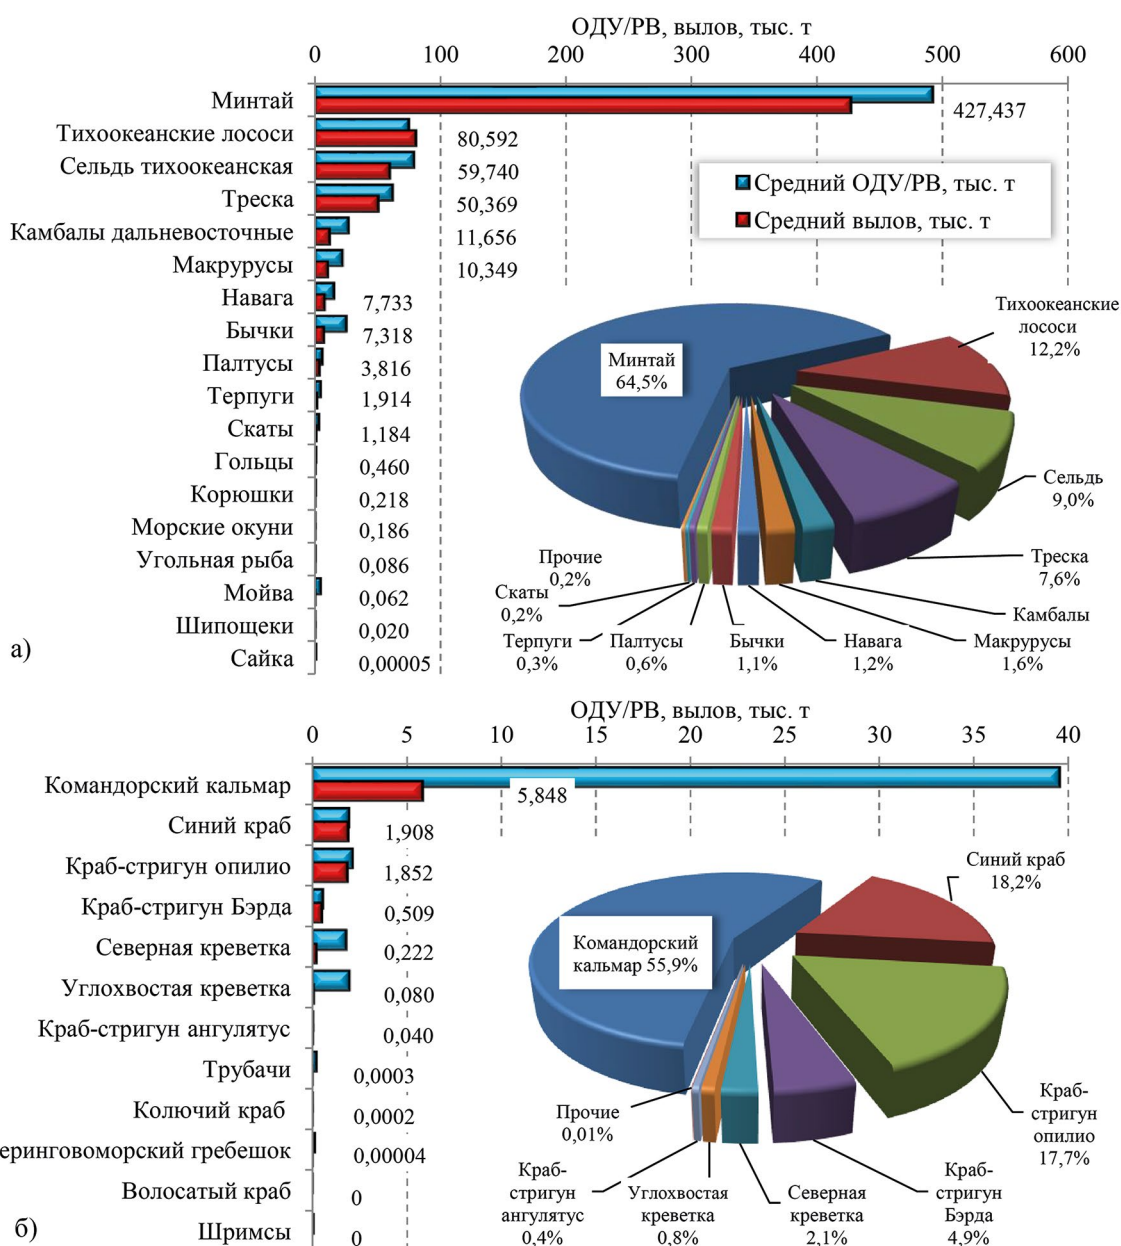 ОДУ/РВ, вылов, тыс. т
0 100 200 300 400 500 600
Минтай 427,437
Тихоокеанские лососи 80,592
Сельдь тихоокеанская 59,740
Треска 50,369
Камбалы дальневосточные 11,656
Макрурусы 10,349
Навага 7,733
Бычки 7,318
Палтусы 3,816
Терпуги 1,914
Скаты 1,184
Гольцы 0,460
Корюшки 0,218
Морские окуни 0,186
Угольная рыба 0,086
Мойва 0,062
Шипощеки 0,020
Сайка 0,00005
а)
Средний ОДУ/РВ, тыс. т
Средний вылов, тыс. т
Минтай
64,5%
Тихоокеанские
лососи
12,2%
Сельдь
9,0%
Треска
7,6%
Камбалы
Макрурусы
1,6%
Навага
1,2%
Бычки
1,1%
Палтусы
0,6%
Терпуги
0,3%
Скаты
0,2%
Прочие
0,2%
ОДУ/РВ, вылов, тыс. т
0 5 10 15 20 25 30 35 40
Командорский кальмар 5,848
Синий краб 1,908
Краб-стригун опилио 1,852
Краб-стригун Бэрда 0,509
Северная креветка 0,222
Углохвостая креветка 0,080
Краб-стригун ангулятус 0,040
Трубачи 0,0003
Колючий краб 0,0002
еринговоморский гребешок 0,00004
Волосатый краб 0
Шримсы 0
б)
Командорский
кальмар 55,9%
Синий краб
18,2%
Краб-
стригун
опилио
17,7%
Краб-
стригун
Бэрда
4,9%
Северная
креветка
2,1%
Углохвостая
креветка
0,8%
Краб-
стригун
ангулятус
0,4%
Прочие
0,01%